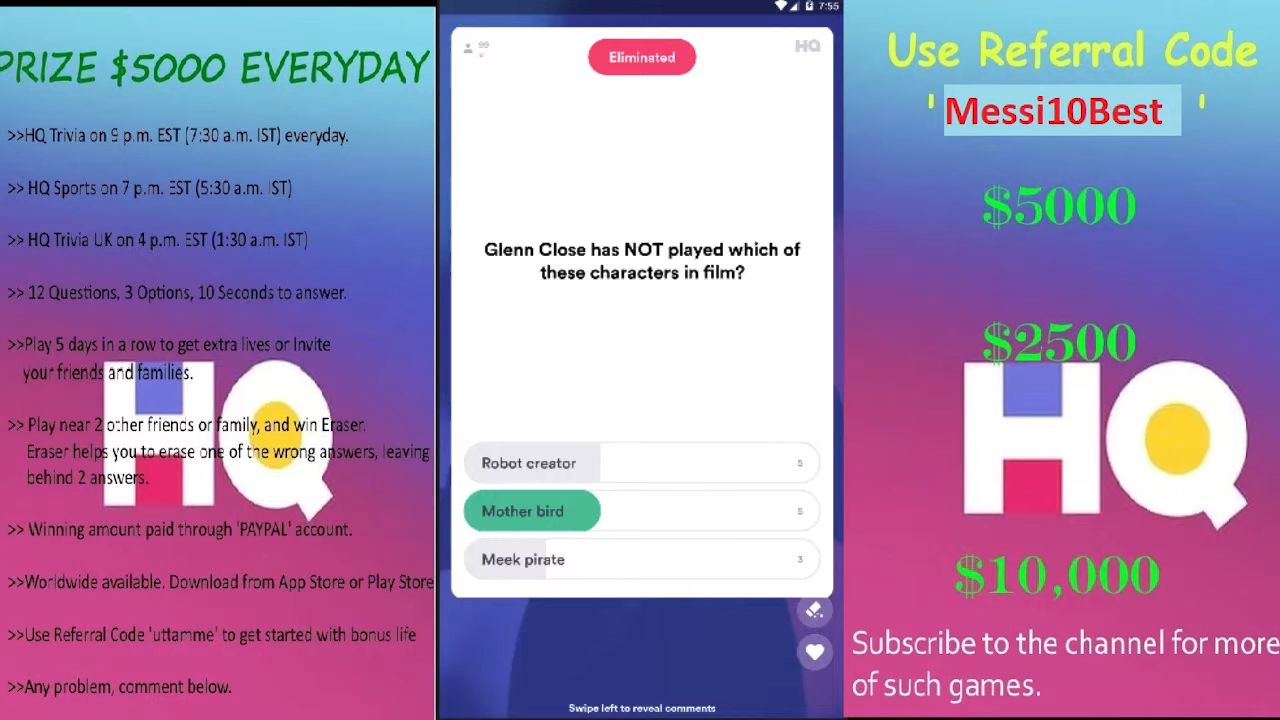 PRIZE $5000 EVERYDAY
>>HQ Trivia on 9 p.m. EST (7:30 a.m. IST) everyday.
>> HQ Sports on 7 p.m. EST (5:30 a.m. IST)
>> HQ Trivia UK on 4 p.m. EST (1:30 a.m. IST)
>> 12 Questions, 3 Options, 10 Seconds to answer.
>>Play 5 days in a row to get extra lives or Invite
your friends and families.
>> Play near 2 other friends or family, and win Eraser.
Eraser helps you to erase one of the wrong answers, leaving
behind 2 answers.
>> Winning amount paid through 'PAYPAL' account.
>>Worldwide available. Download from App Store or Play Store
>>Use Referral Code 'uttamme' to get started with bonus life
>>Any problem, comment below.
HQ
7:55
99
Eliminated
HQ
Glenn Close has NOT played which of
these characters in film?
Robot creator 5
Mother bird 5
Meek pirate 3
Swipe left to reveal comments
Use Referral Code
' Messi10Best '
$5000
$2500
HQ
$10,000
Subscribe to the channel for more
of such games.